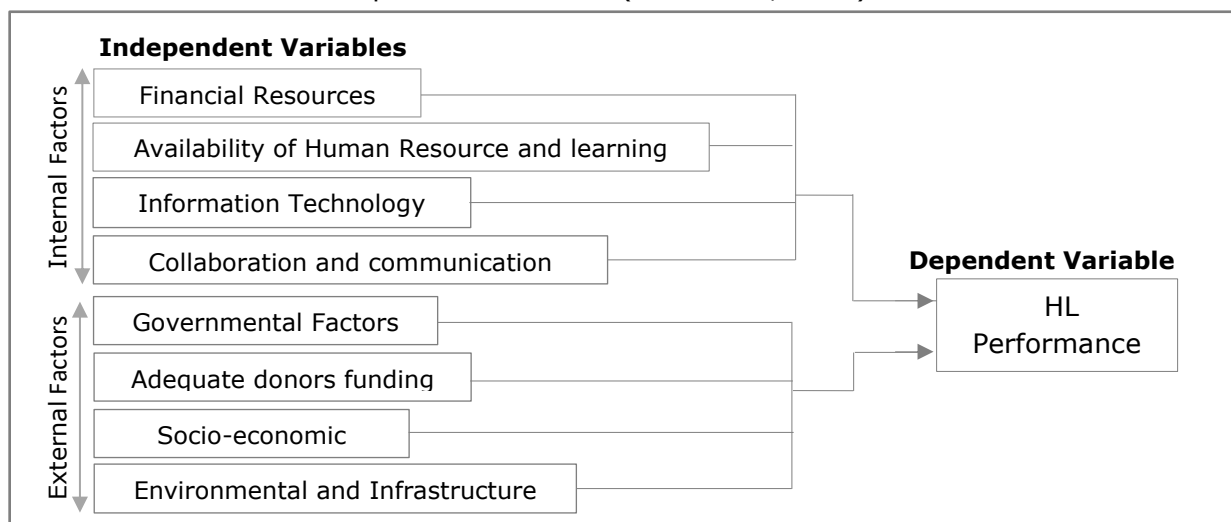 Independent Variables
Internal Factors
Financial Resources
Availability of Human Resource and learning
Information Technology
Collaboration and communication
External Factors
Governmental Factors
Adequate donors funding
Socio-economic
Environmental and Infrastructure
Dependent Variable
HL
Performance